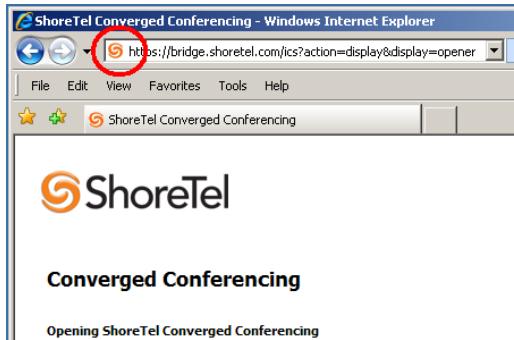 ShoreTel Converged Conferencing - Windows Internet Explorer
https://bridge.shoretel.com/ics?action=display&display=opener
File Edit View Favorites Tools Help
ShoreTel Converged Conferencing
ShoreTel
Converged Conferencing
Opening ShoreTel Converged Conferencing